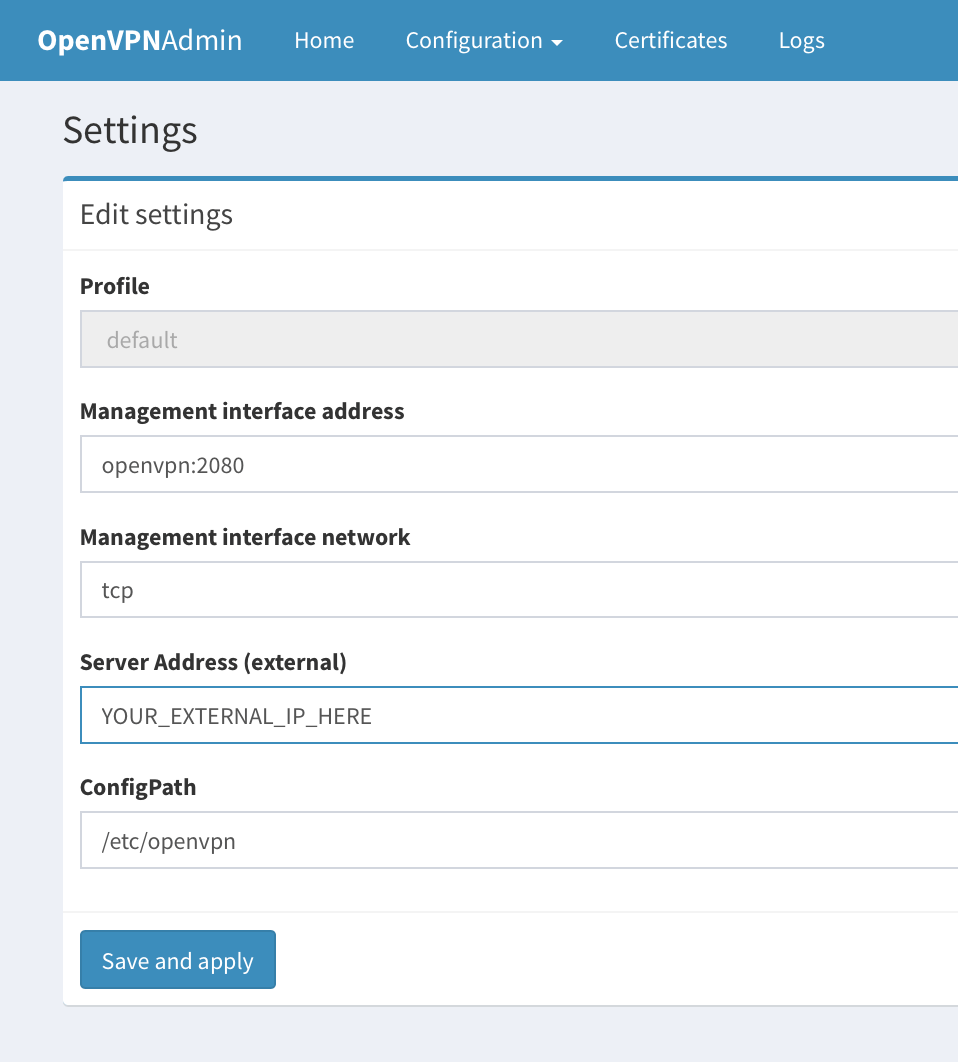 OpenVPNAdmin Home Configuration Certificates Logs
Settings
Edit settings
Profile
default
Management interface address
openvpn:2080
Management interface network
tcp
Server Address (external)
YOUR_EXTERNAL_IP_HERE
ConfigPath
/etc/openvpn
Save and apply